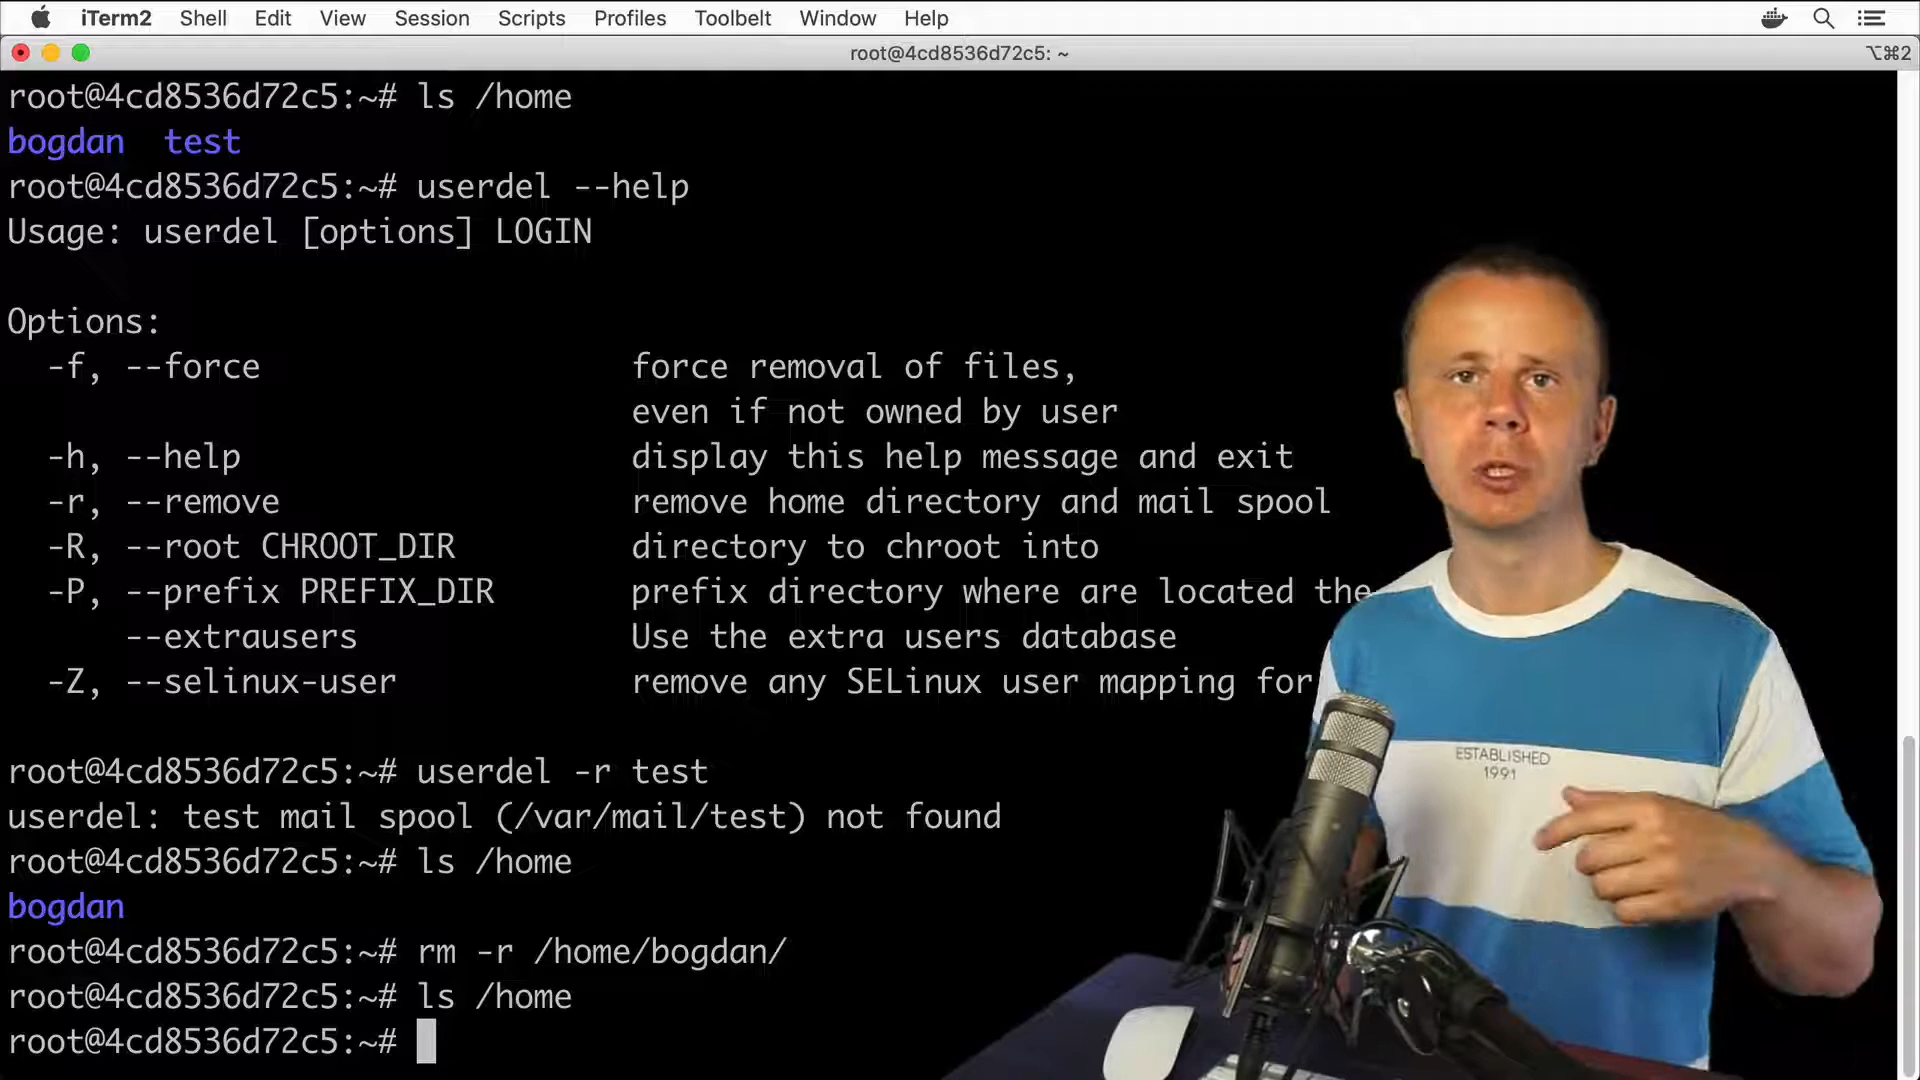 iTerm2 Shell Edit View Session Scripts Profiles Toolbelt Window Help
root@4cd8536d72c5: ~ ⌥⌘2
root@4cd8536d72c5:~# ls /home
bogdan test
root@4cd8536d72c5:~# userdel --help
Usage: userdel [options] LOGIN
Options:
-f, --force force removal of files,
even if not owned by user
-h, --help display this help message and exit
-r, --remove remove home directory and mail spool
-R, --root CHROOT_DIR directory to chroot into
-P, --prefix PREFIX_DIR prefix directory where are located the
--extrausers Use the extra users database
-Z, --selinux-user remove any SELinux user mapping for
root@4cd8536d72c5:~# userdel -r test
userdel: test mail spool (/var/mail/test) not found
root@4cd8536d72c5:~# ls /home
bogdan
root@4cd8536d72c5:~# rm -r /home/bogdan/
root@4cd8536d72c5:~# ls /home
root@4cd8536d72c5:~#
ESTABLISHED
1991